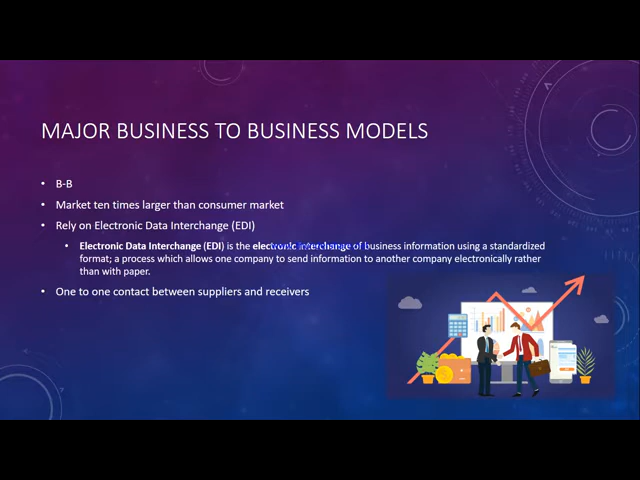 MAJOR BUSINESS TO BUSINESS MODELS
• B-B
• Market ten times larger than consumer market
• Rely on Electronic Data Interchange (EDI)
• Electronic Data Interchange (EDI) is the electronic interchange of business information using a standardized
format; a process which allows one company to send information to another company electronically rather
than with paper.
• One to one contact between suppliers and receivers